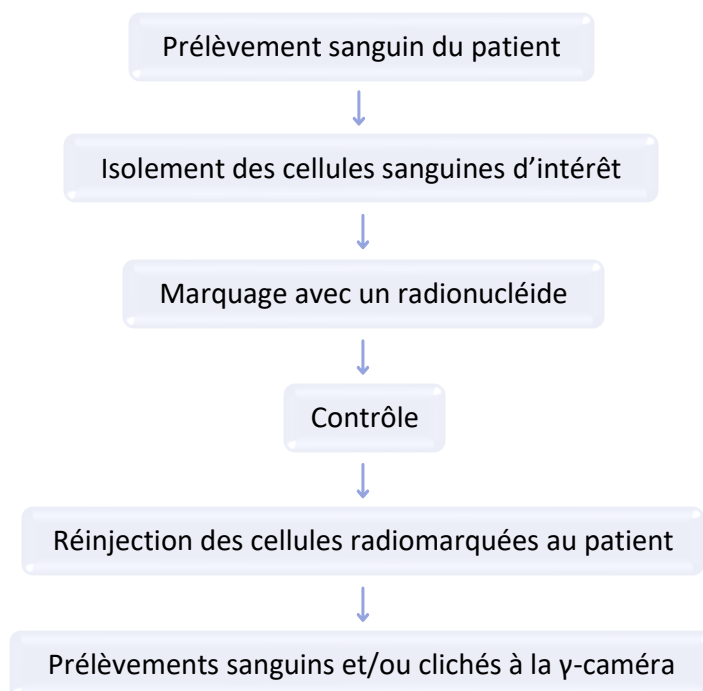 Prélèvement sanguin du patient
Isolement des cellules sanguines d’intérêt
Marquage avec un radionucléide
Contrôle
Réinjection des cellules radiomarquées au patient
Prélèvements sanguins et/ou clichés à la γ-caméra